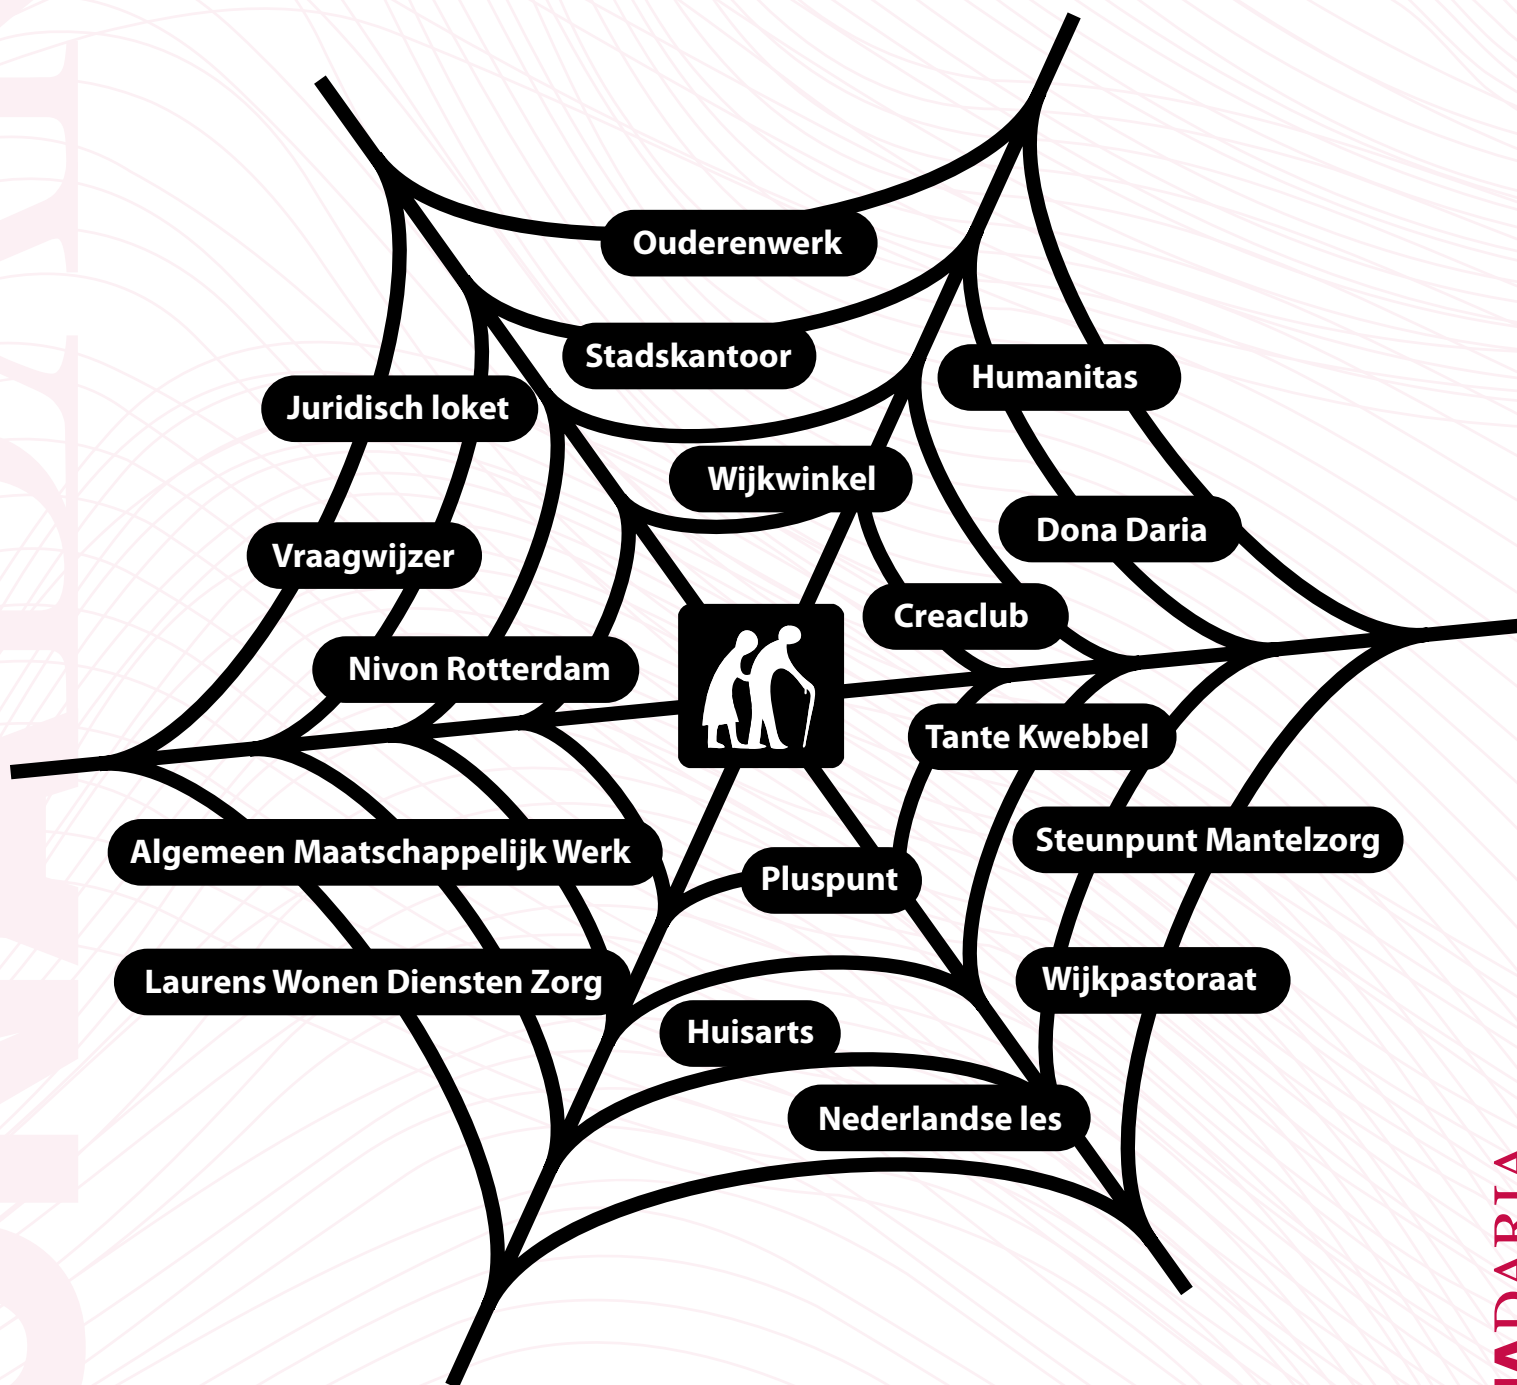 Ouderenwerk
Stadskantoor
Humanitas
Juridisch loket
Wijkwinkel
Dona Daria
Vraagwijzer
Creaclub
Nivon Rotterdam
Tante Kwebbel
Steunpunt Mantelzorg
Algemeen Maatschappelijk Werk
Pluspunt
Wijkpastoraat
Laurens Wonen Diensten Zorg
Huisarts
Nederlandse les
DARIA